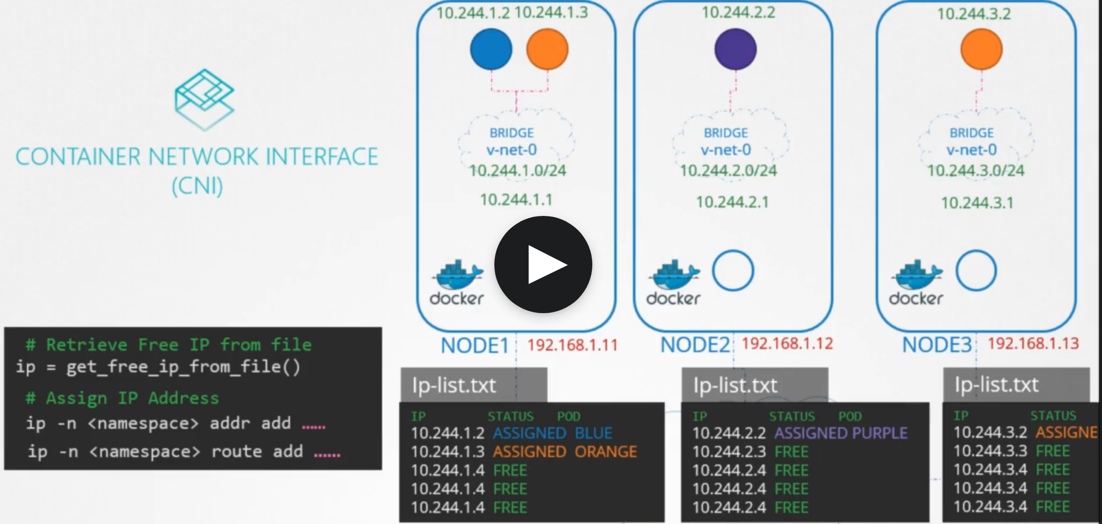 CONTAINER NETWORK INTERFACE
(CNI)
# Retrieve Free IP from file
ip = get_free_ip_from_file()
# Assign IP Address
ip -n <namespace> addr add ......
ip -n <namespace> route add ......
10.244.1.2 10.244.1.3
BRIDGE
v-net-0
10.244.1.0/24
10.244.1.1
docker
NODE1 192.168.1.11
10.244.2.2
BRIDGE
v-net-0
10.244.2.0/24
10.244.2.1
docker
NODE2 192.168.1.12
10.244.3.2
BRIDGE
v-net-0
10.244.3.0/24
10.244.3.1
docker
NODE3 192.168.1.13
Ip-list.txt
IP STATUS POD
10.244.1.2 ASSIGNED BLUE
10.244.1.3 ASSIGNED ORANGE
10.244.1.4 FREE
10.244.1.4 FREE
10.244.1.4 FREE
Ip-list.txt
IP STATUS POD
10.244.2.2 ASSIGNED PURPLE
10.244.2.3 FREE
10.244.2.4 FREE
10.244.2.4 FREE
10.244.2.4 FREE
Ip-list.txt
IP STATUS
10.244.3.2 ASSIGNE
10.244.3.3 FREE
10.244.3.4 FREE
10.244.3.4 FREE
10.244.3.4 FREE